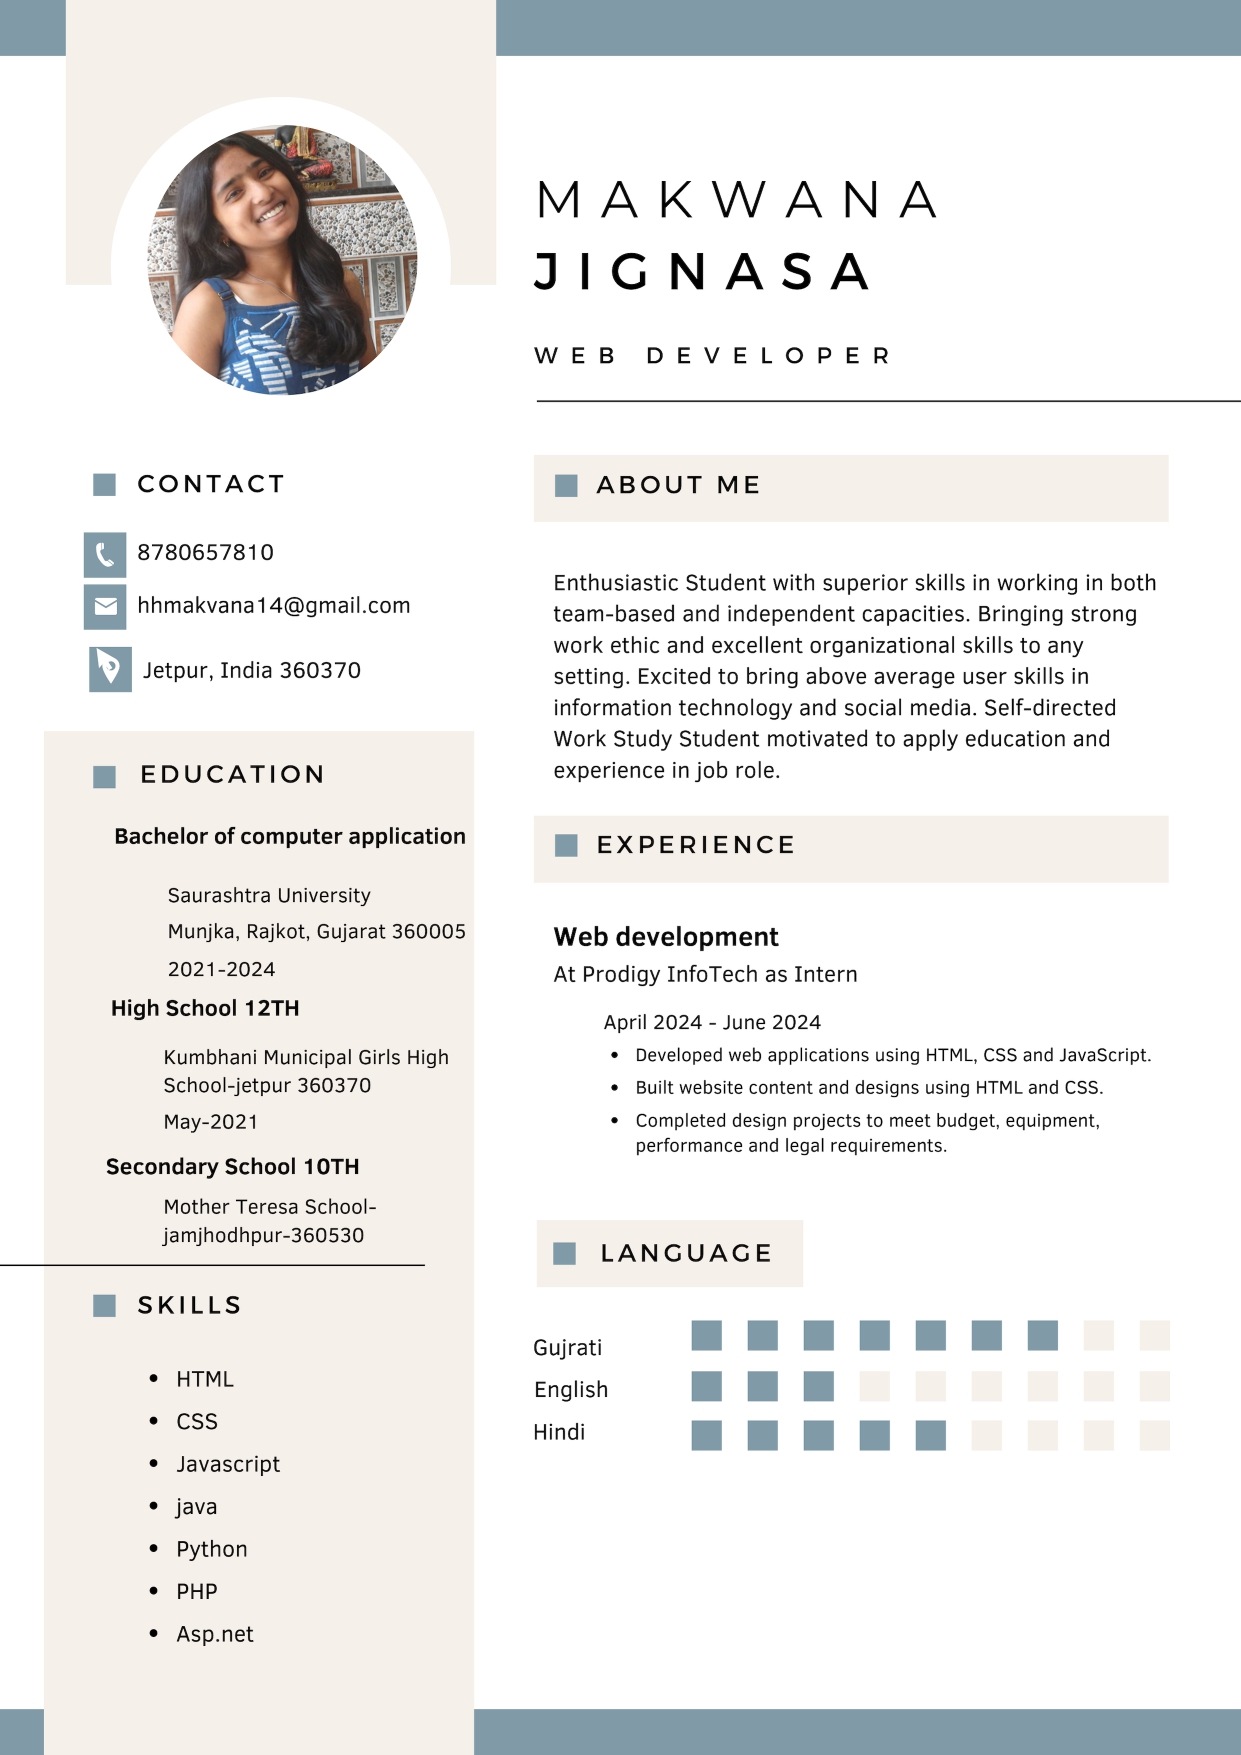 MAKWANA
JIGNASA
WEB DEVELOPER
CONTACT
8780657810
hhmakvana14@gmail.com
Jetpur, India 360370
EDUCATION
Bachelor of computer application
Saurashtra University
Munjka, Rajkot, Gujarat 360005
2021-2024
High School 12TH
Kumbhani Municipal Girls High
School-jetpur 360370
May-2021
Secondary School 10TH
Mother Teresa School-
jamjhodhpur-360530
SKILLS
HTML
CSS
Javascript
java
Python
PHP
Asp.net
ABOUT ME
Enthusiastic Student with superior skills in working in both
team-based and independent capacities. Bringing strong
work ethic and excellent organizational skills to any
setting. Excited to bring above average user skills in
information technology and social media. Self-directed
Work Study Student motivated to apply education and
experience in job role.
EXPERIENCE
Web development
At Prodigy InfoTech as Intern
April 2024 - June 2024
Developed web applications using HTML, CSS and JavaScript.
Built website content and designs using HTML and CSS.
Completed design projects to meet budget, equipment,
performance and legal requirements.
LANGUAGE
Gujrati
English
Hindi